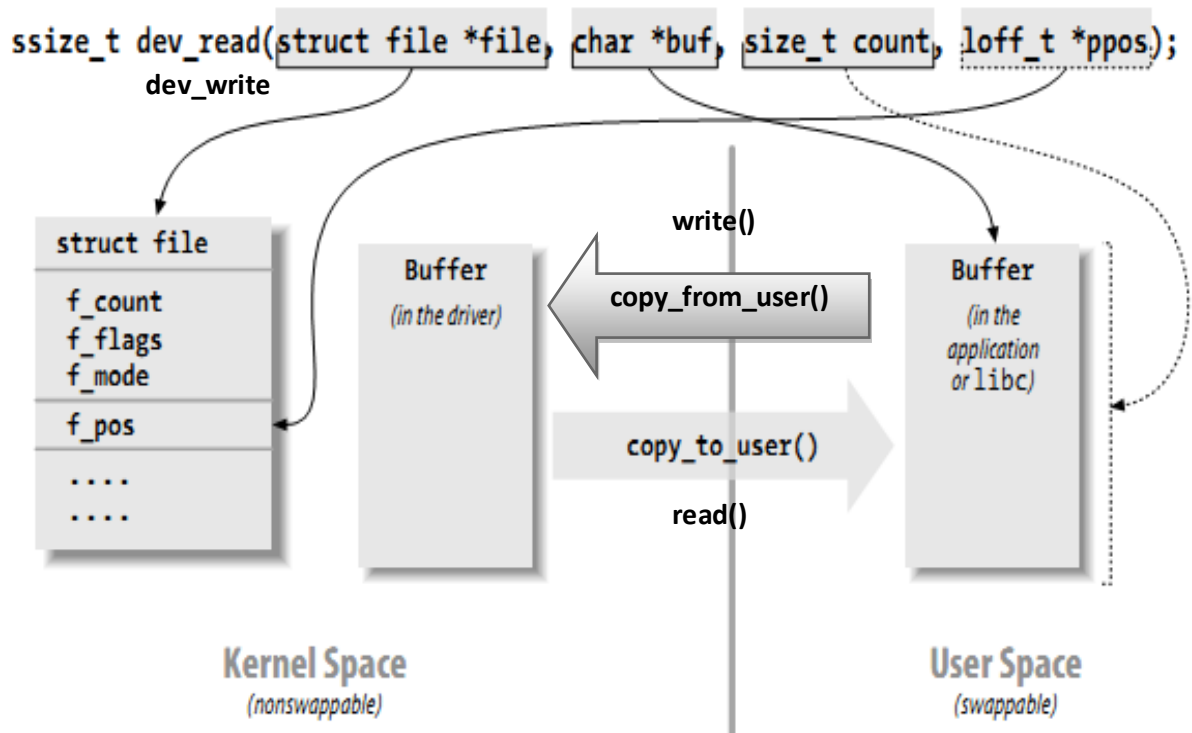 ssize_t dev_read(struct file *file, char *buf, size_t count, loff_t *ppos);
dev_write
struct file
f_count
f_flags
f_mode
f_pos
....
....
Buffer
(in the driver)
write()
copy_from_user()
copy_to_user()
read()
Buffer
(in the
application
or libc)
Kernel Space
(nonswappable)
User Space
(swappable)